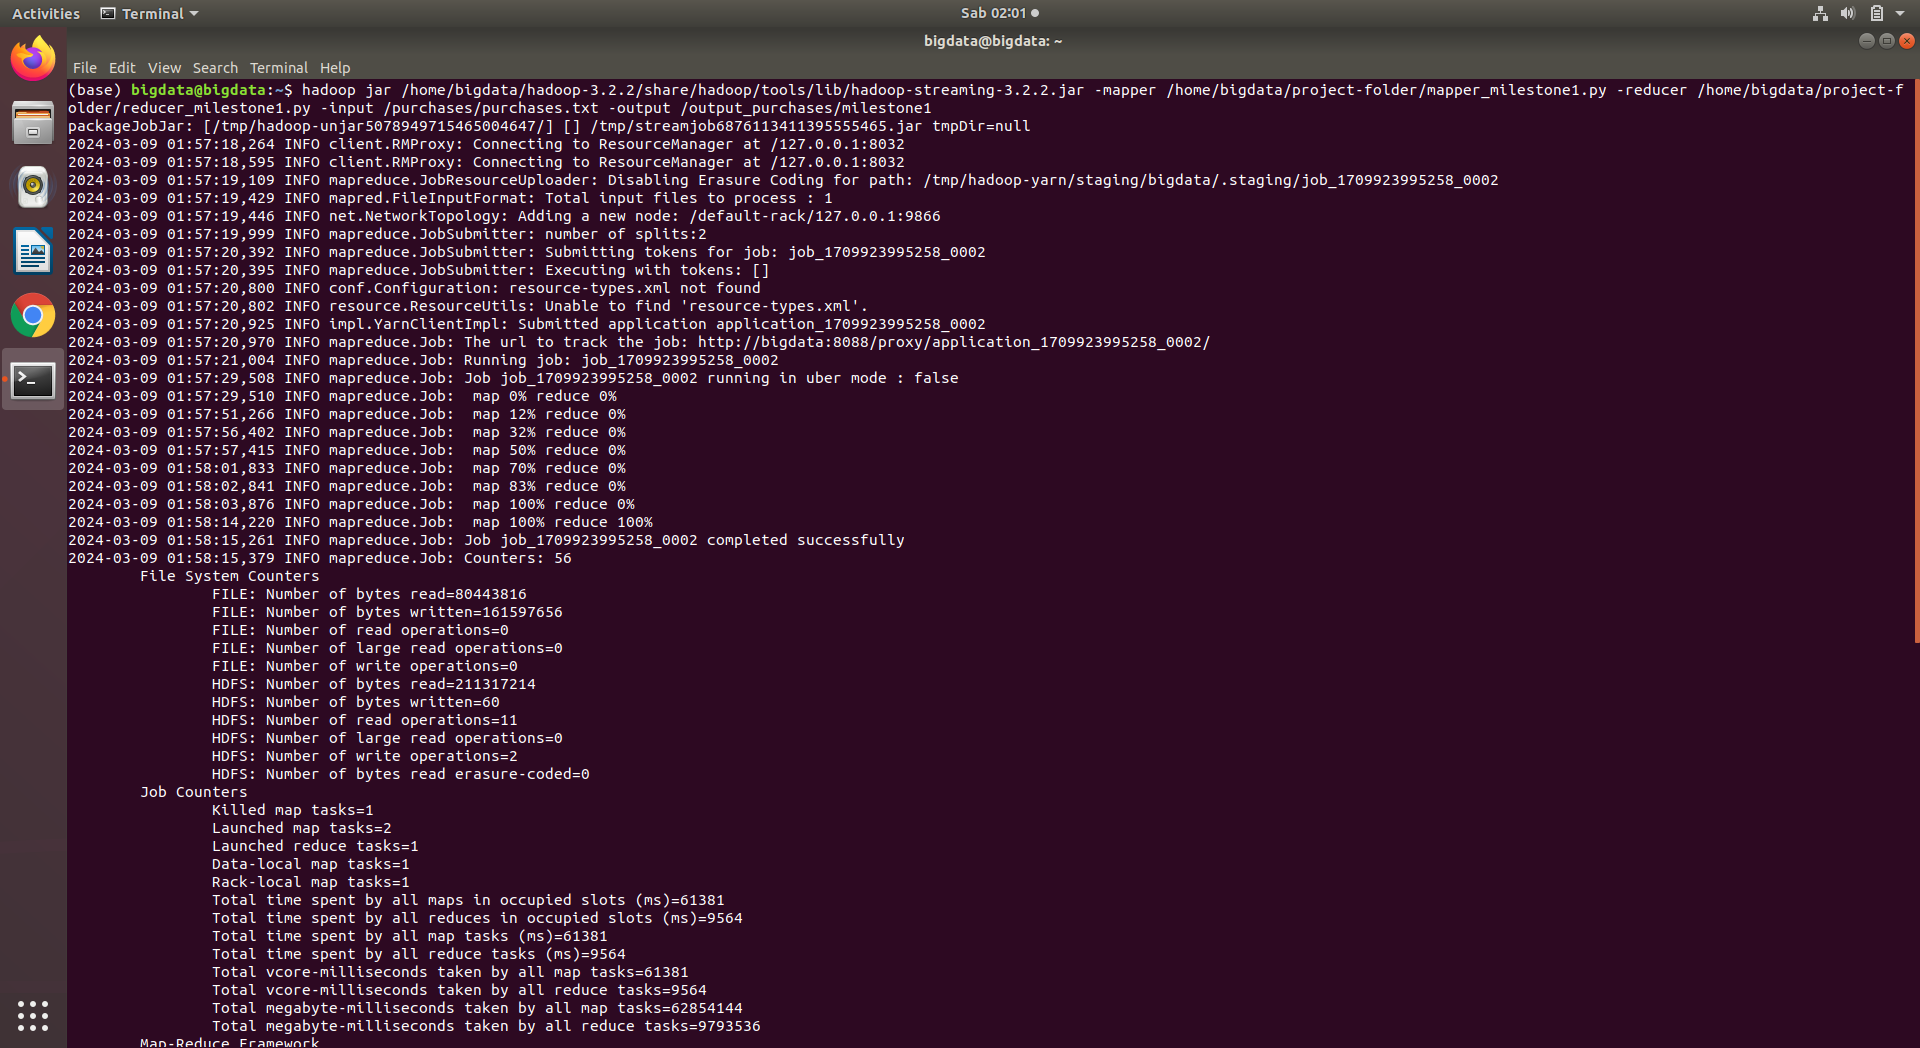 Activities Terminal Sab 02:01
bigdata@bigdata: ~
File Edit View Search Terminal Help
(base) bigdata@bigdata:~$ hadoop jar /home/bigdata/hadoop-3.2.2/share/hadoop/tools/lib/hadoop-streaming-3.2.2.jar -mapper /home/bigdata/project-folder/mapper_milestone1.py -reducer /home/bigdata/project-f
older/reducer_milestone1.py -input /purchases/purchases.txt -output /output_purchases/milestone1
packageJobJar: [/tmp/hadoop-unjar5078949715465004647/] [] /tmp/streamjob6876113411395555465.jar tmpDir=null
2024-03-09 01:57:18,264 INFO client.RMProxy: Connecting to ResourceManager at /127.0.0.1:8032
2024-03-09 01:57:18,595 INFO client.RMProxy: Connecting to ResourceManager at /127.0.0.1:8032
2024-03-09 01:57:19,109 INFO mapreduce.JobResourceUploader: Disabling Erasure Coding for path: /tmp/hadoop-yarn/staging/bigdata/.staging/job_1709923995258_0002
2024-03-09 01:57:19,429 INFO mapred.FileInputFormat: Total input files to process : 1
2024-03-09 01:57:19,446 INFO net.NetworkTopology: Adding a new node: /default-rack/127.0.0.1:9866
2024-03-09 01:57:19,999 INFO mapreduce.JobSubmitter: number of splits:2
2024-03-09 01:57:20,392 INFO mapreduce.JobSubmitter: Submitting tokens for job: job_1709923995258_0002
2024-03-09 01:57:20,395 INFO mapreduce.JobSubmitter: Executing with tokens: []
2024-03-09 01:57:20,800 INFO conf.Configuration: resource-types.xml not found
2024-03-09 01:57:20,802 INFO resource.ResourceUtils: Unable to find 'resource-types.xml'.
2024-03-09 01:57:20,925 INFO impl.YarnClientImpl: Submitted application application_1709923995258_0002
2024-03-09 01:57:20,970 INFO mapreduce.Job: The url to track the job: http://bigdata:8088/proxy/application_1709923995258_0002/
2024-03-09 01:57:21,004 INFO mapreduce.Job: Running job: job_1709923995258_0002
2024-03-09 01:57:29,508 INFO mapreduce.Job: Job job_1709923995258_0002 running in uber mode : false
2024-03-09 01:57:29,510 INFO mapreduce.Job:  map 0% reduce 0%
2024-03-09 01:57:51,266 INFO mapreduce.Job:  map 12% reduce 0%
2024-03-09 01:57:56,402 INFO mapreduce.Job:  map 32% reduce 0%
2024-03-09 01:57:57,415 INFO mapreduce.Job:  map 50% reduce 0%
2024-03-09 01:58:01,833 INFO mapreduce.Job:  map 70% reduce 0%
2024-03-09 01:58:02,841 INFO mapreduce.Job:  map 83% reduce 0%
2024-03-09 01:58:03,876 INFO mapreduce.Job:  map 100% reduce 0%
2024-03-09 01:58:14,220 INFO mapreduce.Job:  map 100% reduce 100%
2024-03-09 01:58:15,261 INFO mapreduce.Job: Job job_1709923995258_0002 completed successfully
2024-03-09 01:58:15,379 INFO mapreduce.Job: Counters: 56
File System Counters
FILE: Number of bytes read=80443816
FILE: Number of bytes written=161597656
FILE: Number of read operations=0
FILE: Number of large read operations=0
FILE: Number of write operations=0
HDFS: Number of bytes read=211317214
HDFS: Number of bytes written=60
HDFS: Number of read operations=11
HDFS: Number of large read operations=0
HDFS: Number of write operations=2
HDFS: Number of bytes read erasure-coded=0
Job Counters
Killed map tasks=1
Launched map tasks=2
Launched reduce tasks=1
Data-local map tasks=1
Rack-local map tasks=1
Total time spent by all maps in occupied slots (ms)=61381
Total time spent by all reduces in occupied slots (ms)=9564
Total time spent by all map tasks (ms)=61381
Total time spent by all reduce tasks (ms)=9564
Total vcore-milliseconds taken by all map tasks=61381
Total vcore-milliseconds taken by all reduce tasks=9564
Total megabyte-milliseconds taken by all map tasks=62854144
Total megabyte-milliseconds taken by all reduce tasks=9793536
Map-Reduce Framework